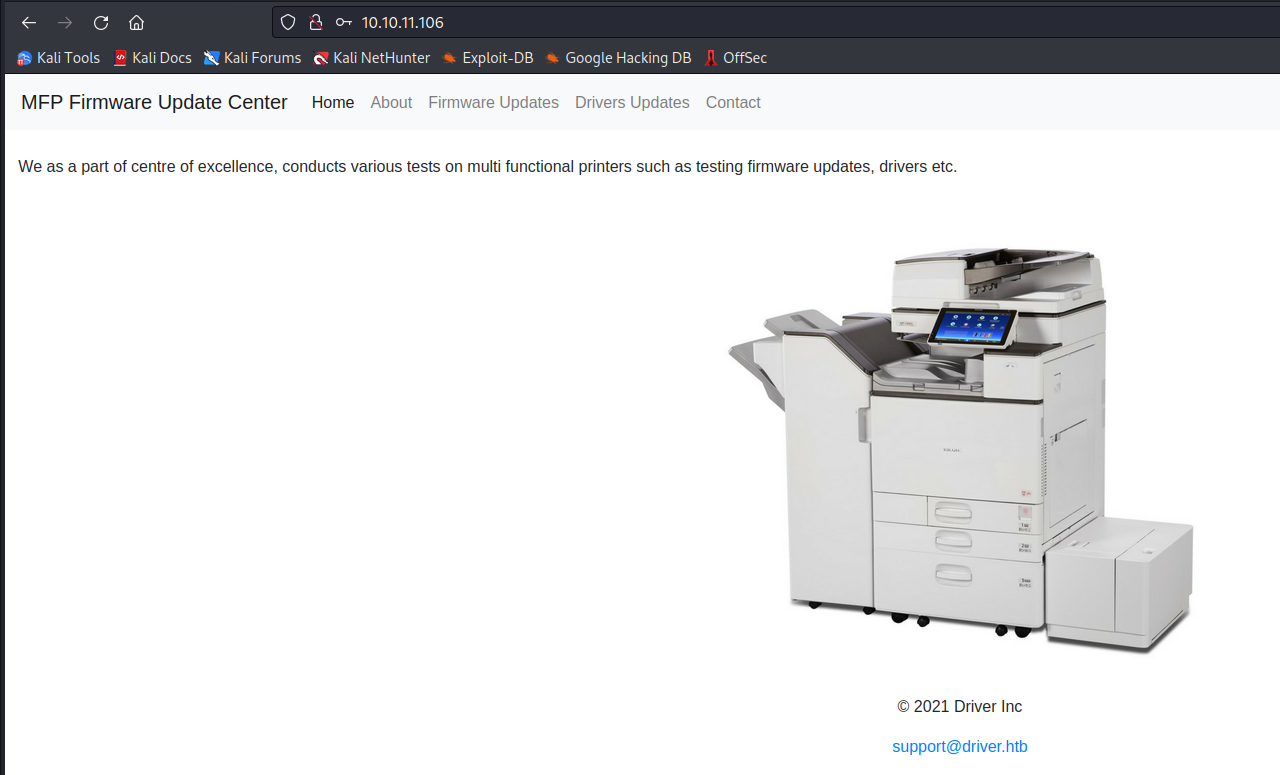 10.10.11.106
Kali Tools Kali Docs Kali Forums Kali NetHunter Exploit-DB Google Hacking DB OffSec
MFP Firmware Update Center Home About Firmware Updates Drivers Updates Contact
We as a part of centre of excellence, conducts various tests on multi functional printers such as testing firmware updates, drivers etc.
© 2021 Driver Inc
support@driver.htb